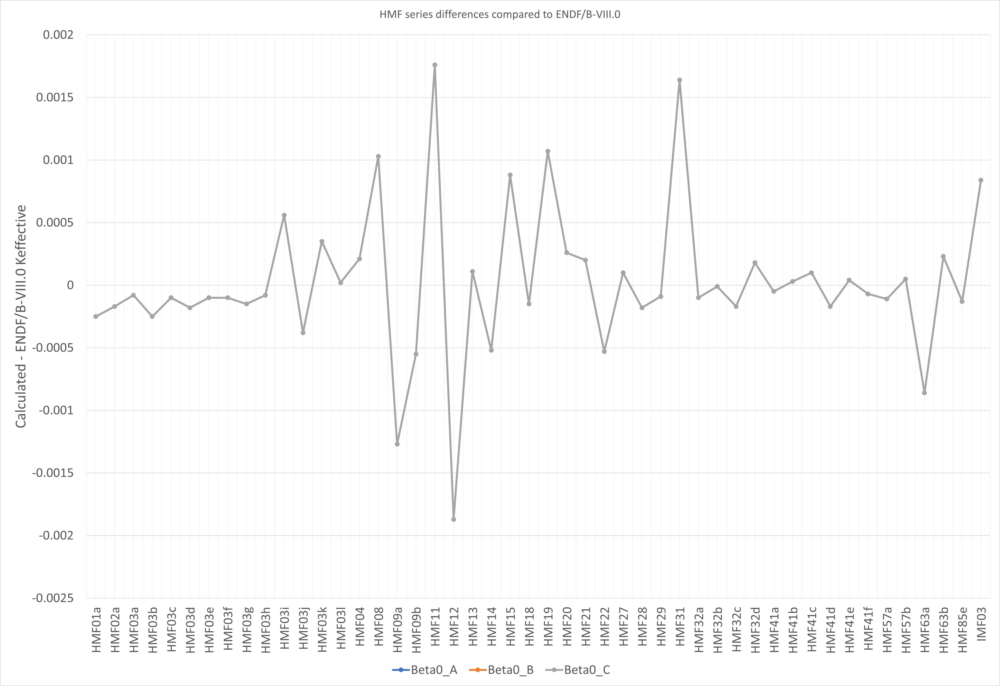 HMF series differences compared to ENDF/B-VIII.0
Calculated - ENDF/B-VIII.0 Keffective
0.002
0.0015
0.001
0.0005
0
-0.0005
-0.001
-0.0015
-0.002
-0.0025
HMF01a
HMF02a
HMF03a
HMF03b
HMF03c
HMF03d
HMF03e
HMF03f
HMF03g
HMF03h
HMF03i
HMF03j
HMF03k
HMF03l
HMF04
HMF08
HMF09a
HMF09b
HMF11
HMF12
HMF13
HMF14
HMF15
HMF18
HMF19
HMF20
HMF21
HMF22
HMF27
HMF28
HMF29
HMF31
HMF32a
HMF32b
HMF32c
HMF32d
HMF41a
HMF41b
HMF41c
HMF41d
HMF41e
HMF41f
HMF57a
HMF57b
HMF63a
HMF63b
HMF85e
IMF03
Beta0_A
Beta0_B
Beta0_C